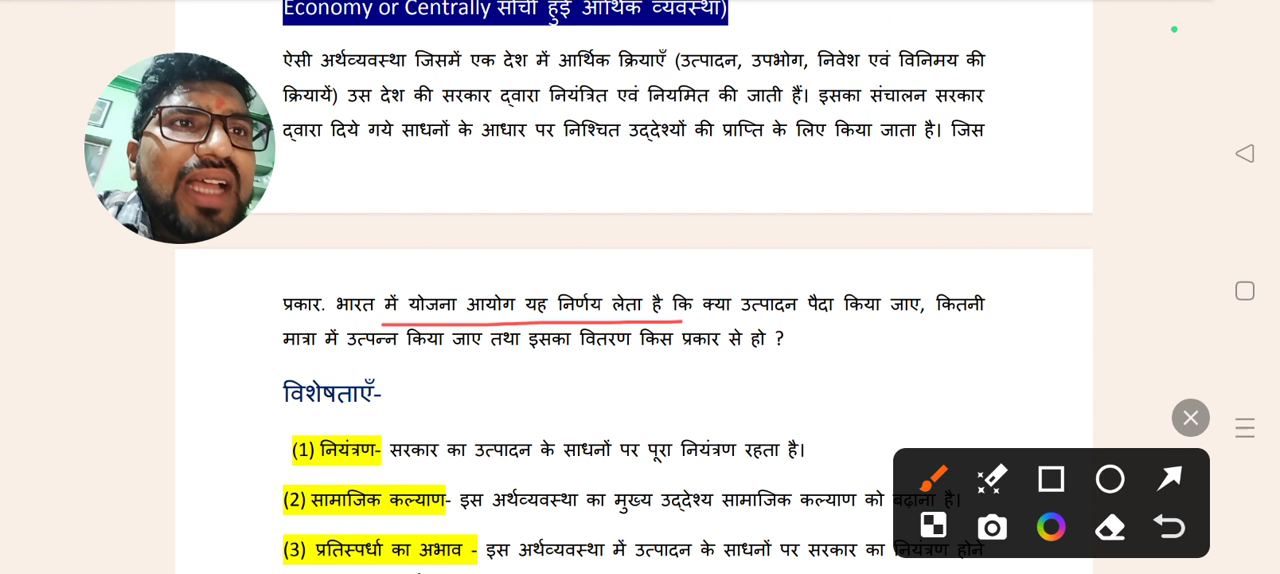 Economy or Centrally सोची हुई आर्थिक व्यवस्था)
ऐसी अर्थव्यवस्था जिसमें एक देश में आर्थिक क्रियाएँ (उत्पादन, उपभोग, निवेश एवं विनिमय की
क्रियायें) उस देश की सरकार द्वारा नियंत्रित एवं नियमित की जाती हैं। इसका संचालन सरकार
द्वारा दिये गये साधनों के आधार पर निश्चित उद्देश्यों की प्राप्ति के लिए किया जाता है। जिस
प्रकार. भारत में योजना आयोग यह निर्णय लेता है कि क्या उत्पादन पैदा किया जाए, कितनी
मात्रा में उत्पन्न किया जाए तथा इसका वितरण किस प्रकार से हो ?
विशेषताएँ-
(1) नियंत्रण- सरकार का उत्पादन के साधनों पर पूरा नियंत्रण रहता है।
(2) सामाजिक कल्याण- इस अर्थव्यवस्था का मुख्य उद्देश्य सामाजिक कल्याण को बढ़ाना है।
(3) प्रतिस्पर्धा का अभाव - इस अर्थव्यवस्था में उत्पादन के साधनों पर सरकार का नियंत्रण होने